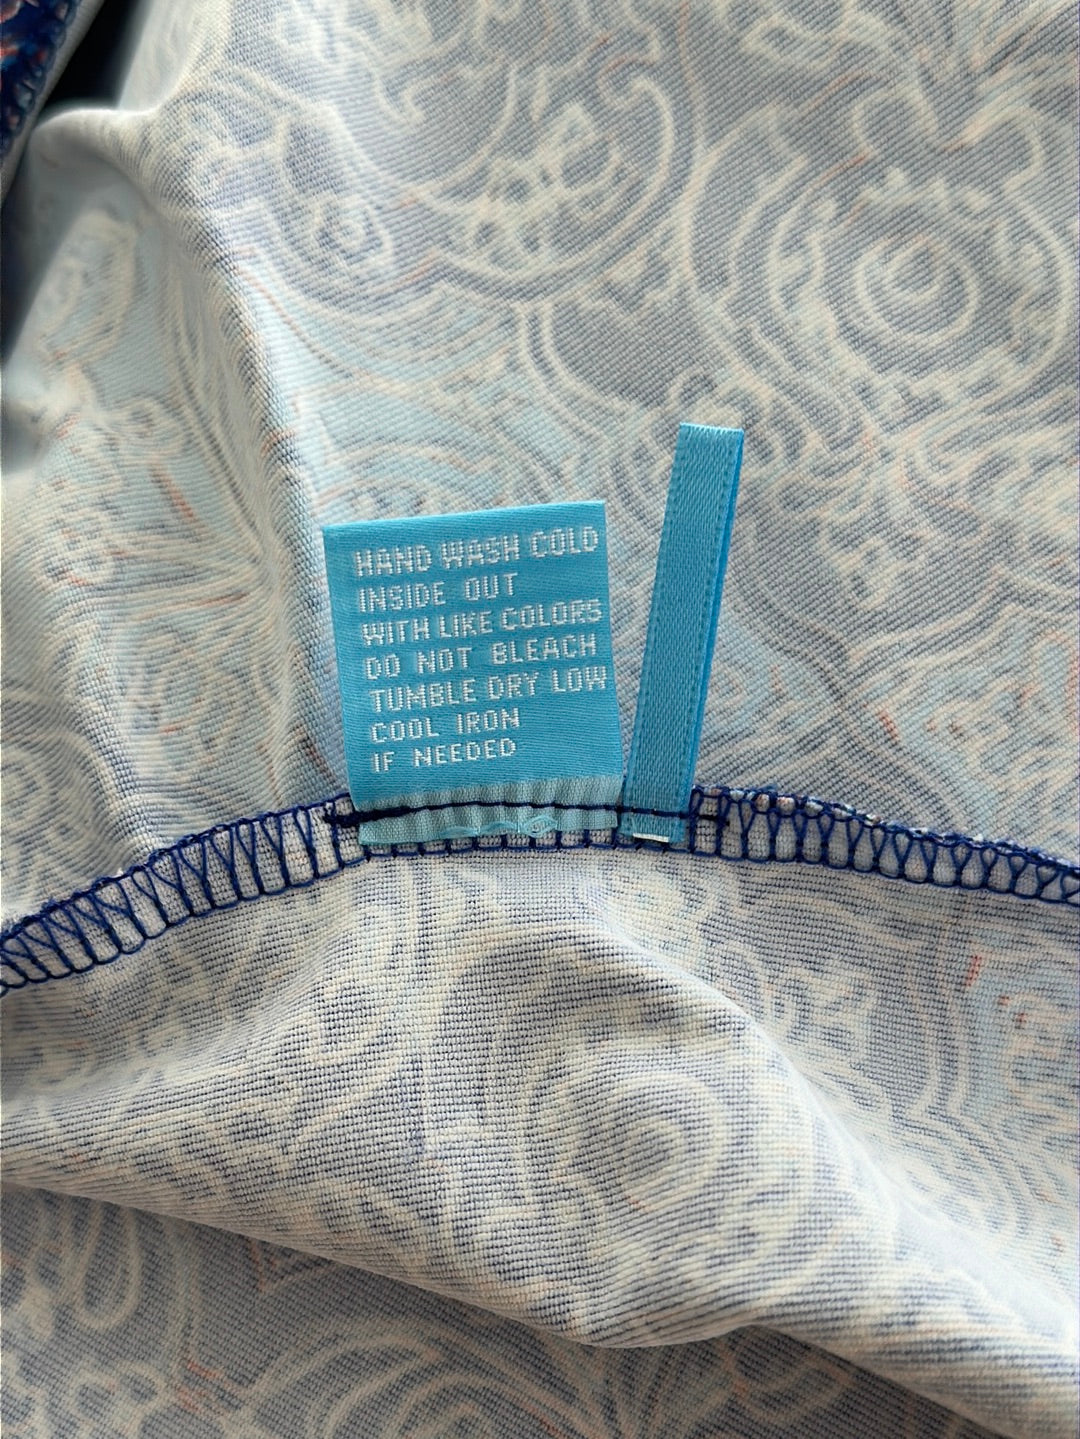 HAND WASH COLD
INSIDE OUT
WITH LIKE COLORS
DO NOT BLEACH
TUMBLE DRY LOW
COOL IRON
IF NEEDED